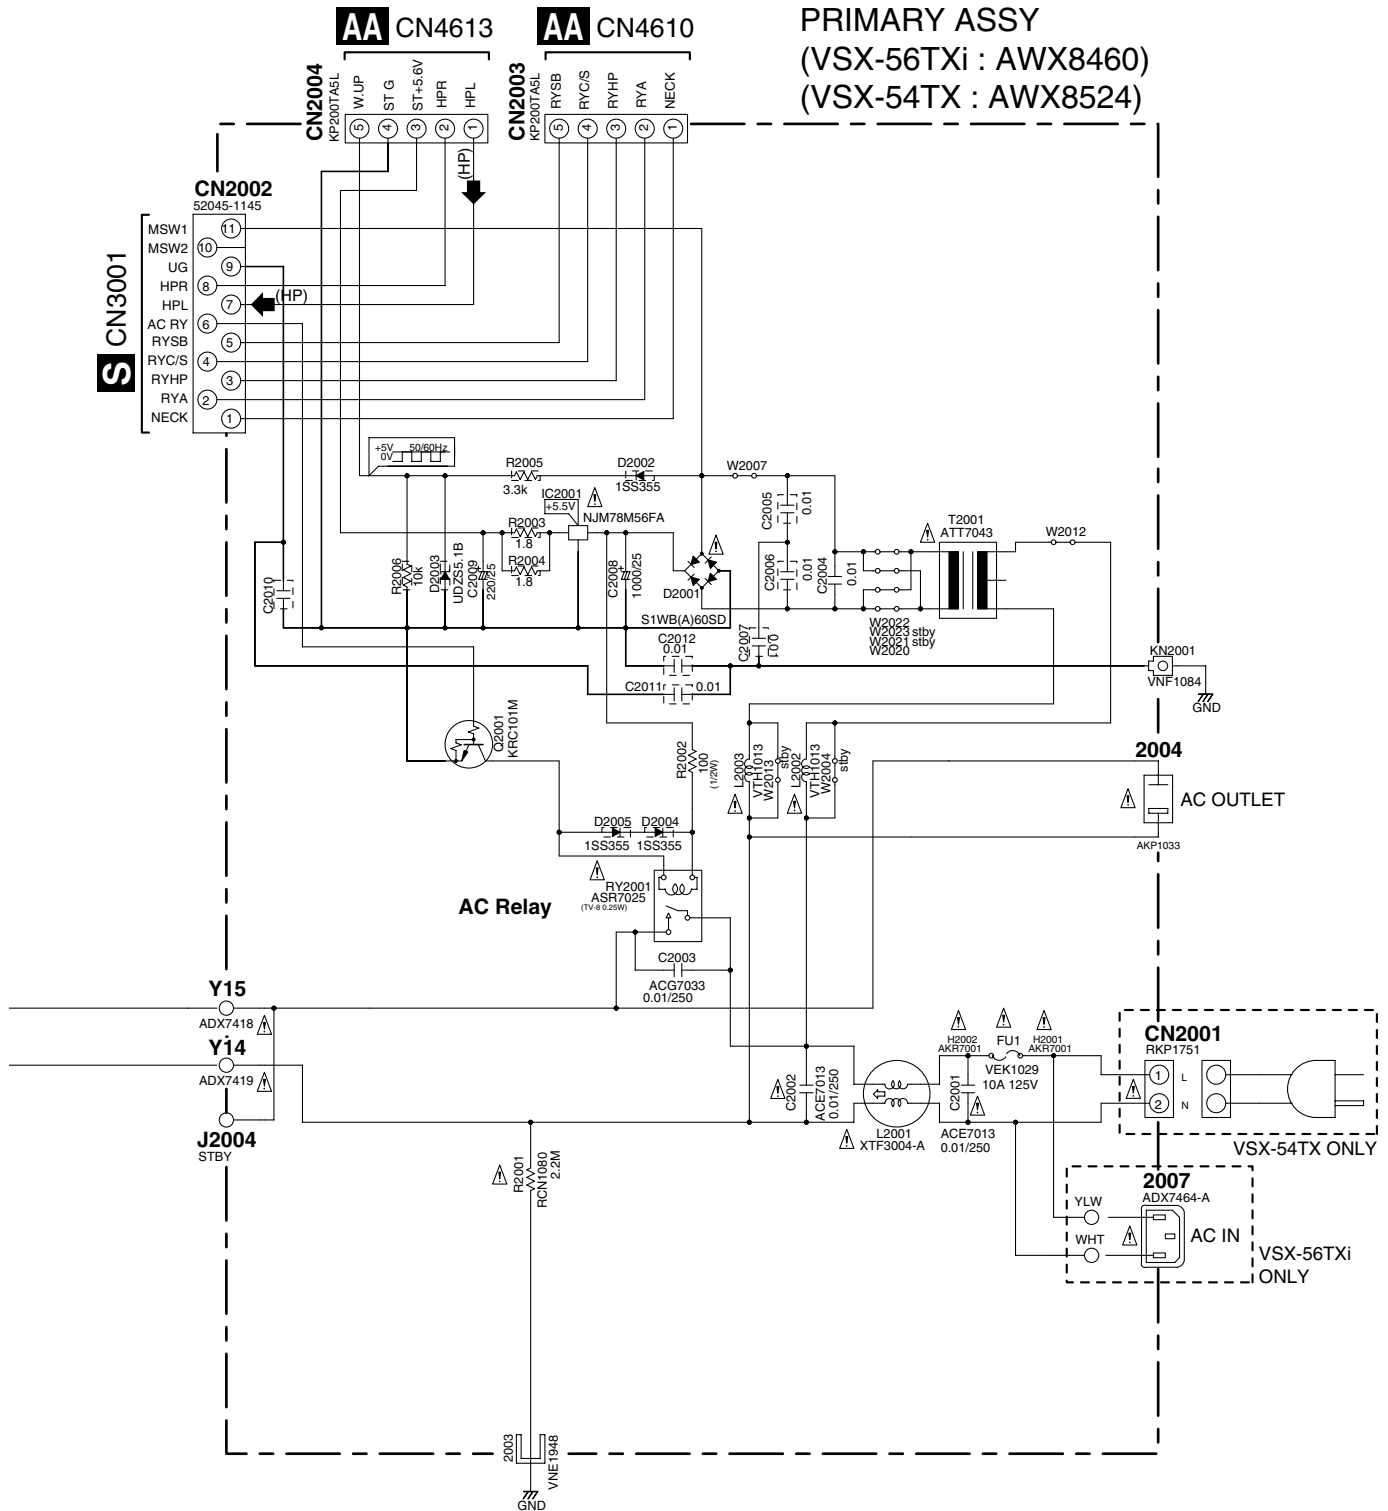 AA CN4613
AA CN4610
PRIMARY ASSY
(VSX-56TXi : AWX8460)
(VSX-54TX : AWX8524)
CN2004
KP200TA5L
W.UP
ST G
ST+5.6V
HPR
HPL
5
4
3
2
1
CN2003
KP200TA5L
RYSB
RYC/S
RYHP
RYA
NECK
5
4
3
2
1
(HP)
CN2002
52045-1145
S CN3001
MSW1 11
MSW2 10
UG 9
HPR 8
HPL 7
(HP)
AC RY 6
RYSB 5
RYC/S 4
RYHP 3
RYA 2
NECK 1
+5V 50/60Hz
0V
R2005
3.3k
D2002
1SS355
W2007
IC2001
+5.5V
NJM78M56FA
R2003
1.8
R2004
1.8
C2005
0.01
C2006
0.01
C2004
0.01
T2001
ATT7043
W2012
R2006
10k
D2003
UDZS5.1B
C2009
220/25
C2008
1000/25
D2001
S1WB(A)60SD
C2010
C2012
0.01
C2007
0.01
C2011
0.01
W2022
W2023 stby
W2021 stby
W2020
KN2001
VNF1084
GND
Q2001
KRC101M
R2002
100
(1/2W)
L2003
VTH1013
W2013
stby
L2002
VTH1013
W2004
stby
2004
AC OUTLET
AKP1033
D2005
1SS355
D2004
1SS355
RY2001
ASR7025
(TV-8 0.25W)
AC Relay
C2003
ACG7033
0.01/250
Y15
ADX7418
Y14
ADX7419
J2004
STBY
C2002
ACE7013
0.01/250
L2001
XTF3004-A
H2002
AKR7001
FU1
VEK1029
10A 125V
H2001
AKR7001
C2001
ACE7013
0.01/250
CN2001
RKP1751
1 L
2 N
VSX-54TX ONLY
R2001
RCN1080
2.2M
2007
ADX7464-A
YLW
WHT
AC IN
VSX-56TXi
ONLY
2003
VNE1948
GND